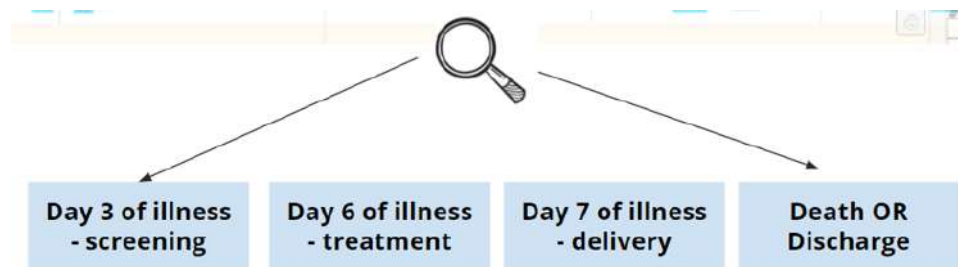 Day 3 of illness
- screening
Day 6 of illness
- treatment
Day 7 of illness
- delivery
Death OR
Discharge